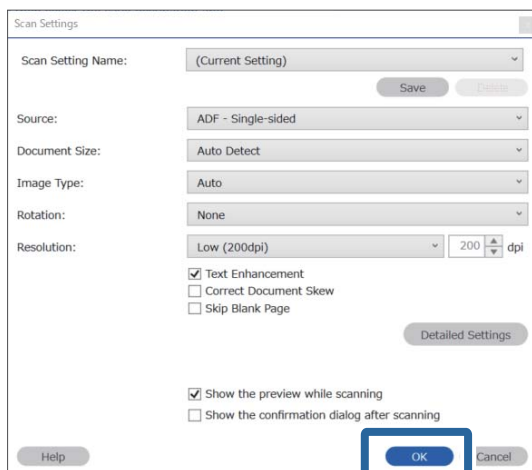 Scan Settings
Scan Setting Name: (Current Setting)
Save Delete
Source: ADF - Single-sided
Document Size: Auto Detect
Image Type: Auto
Rotation: None
Resolution: Low (200dpi) 200 dpi
Text Enhancement
Correct Document Skew
Skip Blank Page
Detailed Settings
Show the preview while scanning
Show the confirmation dialog after scanning
Help OK Cancel